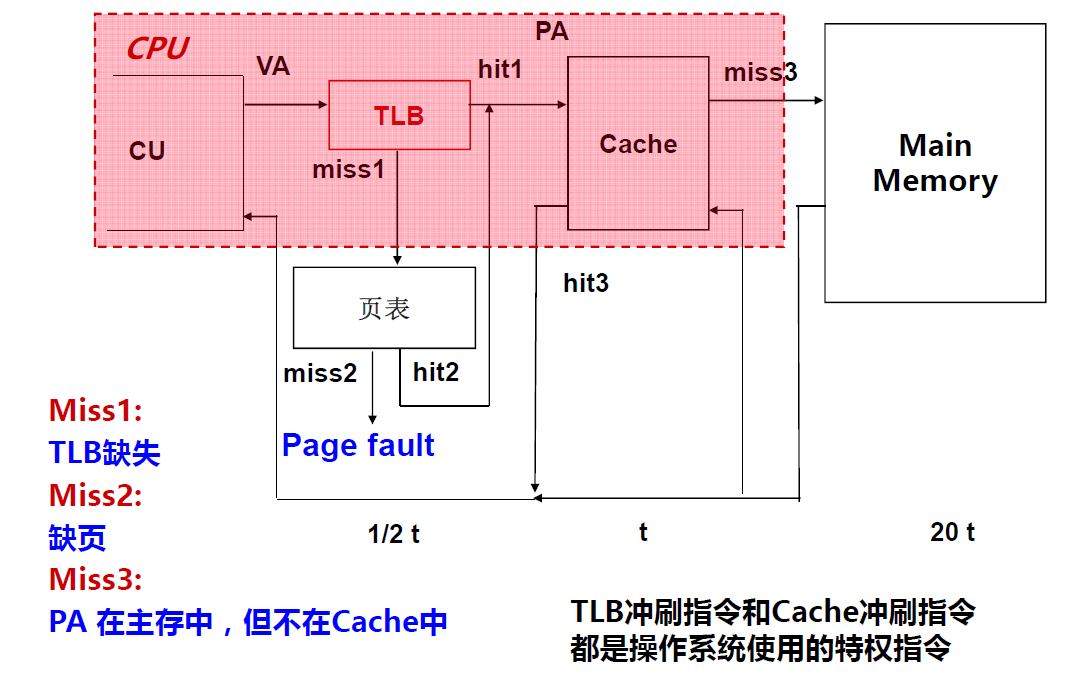 CPU
PA
VA
hit1
miss3
TLB
CU
Cache
Main
Memory
miss1
页表
hit3
miss2
hit2
Page fault
Miss1:
TLB缺失
Miss2:
缺页
Miss3:
PA 在主存中，但不在Cache中
1/2 t
t
20 t
TLB冲刷指令和Cache冲刷指令
都是操作系统使用的特权指令